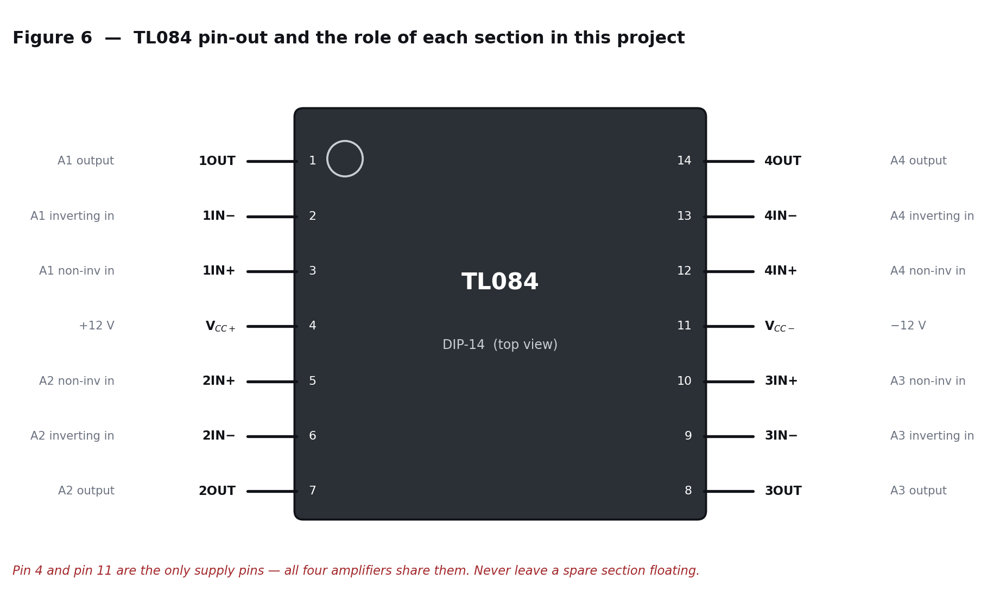 Figure 6 — TL084 pin-out and the role of each section in this project
A1 output 1OUT 1 14 4OUT A4 output
A1 inverting in 1IN− 2 13 4IN− A4 inverting in
A1 non-inv in 1IN+ 3 12 4IN+ A4 non-inv in
TL084
+12 V VCC+ 4 11 VCC− −12 V
DIP-14 (top view)
A2 non-inv in 2IN+ 5 10 3IN+ A3 non-inv in
A2 inverting in 2IN− 6 9 3IN− A3 inverting in
A2 output 2OUT 7 8 3OUT A3 output
Pin 4 and pin 11 are the only supply pins — all four amplifiers share them. Never leave a spare section floating.